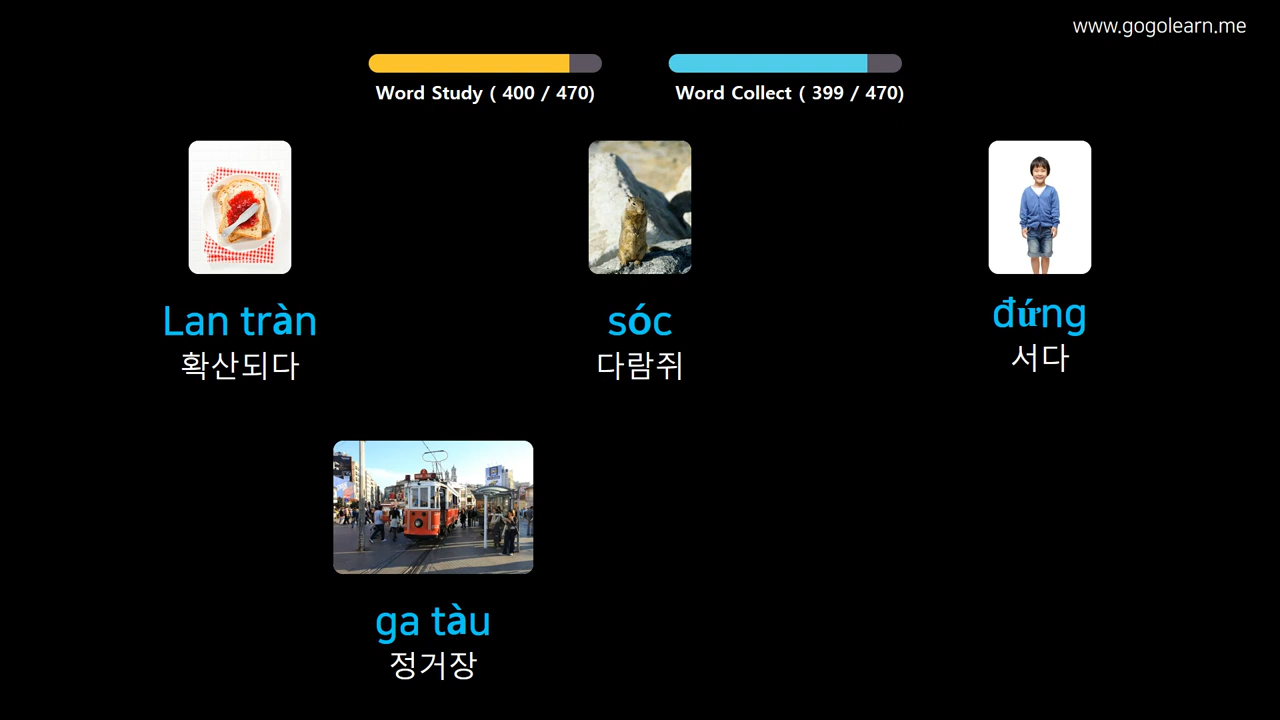 www.gogolearn.me
Word Study ( 400 / 470)
Word Collect ( 399 / 470)
Lan tràn
확산되다
sóc
다람쥐
đứng
서다
ga tàu
정거장